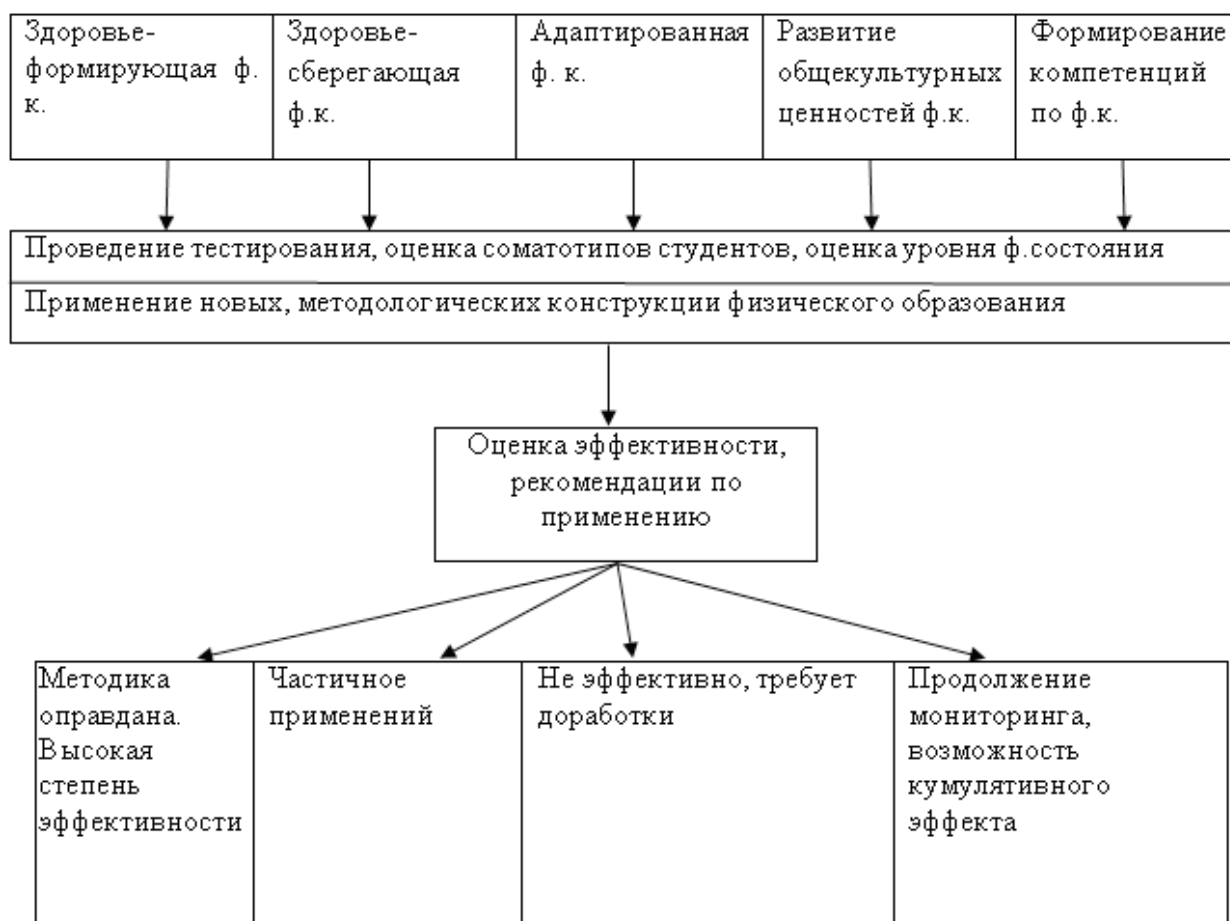 Здоровье-
формирующая ф.
к.
Здоровье-
сберегающая
ф.к.
Адаптированная
ф. к.
Развитие
общекультурных
ценностей ф.к.
Формирование
компетенций
по ф.к.
Проведение тестирования, оценка соматотипов студентов, оценка уровня ф.состояния
Применение новых, методологических конструкции физического образования
Оценка эффективности,
рекомендации по
применению
Методика
оправдана.
Высокая
степень
эффективности
Частичное
применений
Не эффективно, требует
доработки
Продолжение
мониторинга,
возможность
кумулятивного
эффекта